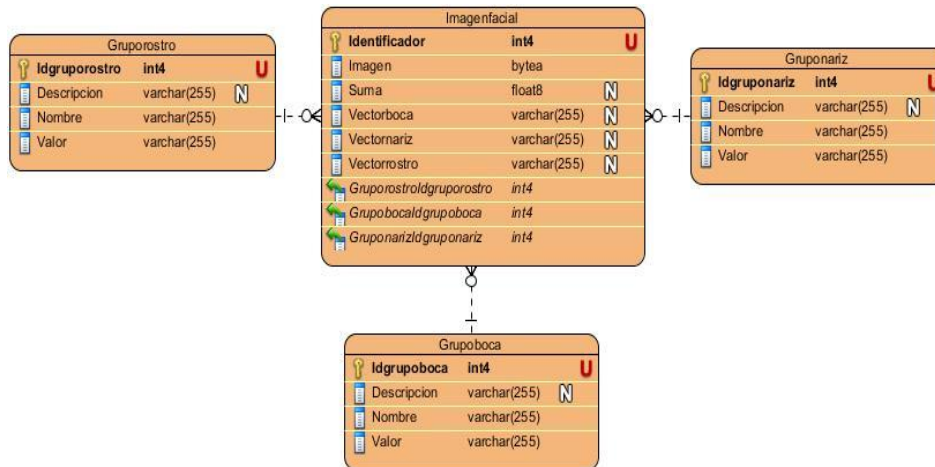 Gruporostro
Idgruporostro int4 U
Descripcion varchar(255) N
Nombre varchar(255)
Valor varchar(255)
Imagenfacial
Identificador int4 U
Imagen bytea
Suma float8 N
Vectorboca varchar(255) N
Vectornariz varchar(255) N
Vectorrostro varchar(255) N
GruporostroIdgruporostro int4
GrupobocaIdgrupoboca int4
GruponarizIdgruponariz int4
Gruponariz
Idgruponariz int4 U
Descripcion varchar(255) N
Nombre varchar(255)
Valor varchar(255)
Grupoboca
Idgrupoboca int4 U
Descripcion varchar(255) N
Nombre varchar(255)
Valor varchar(255)